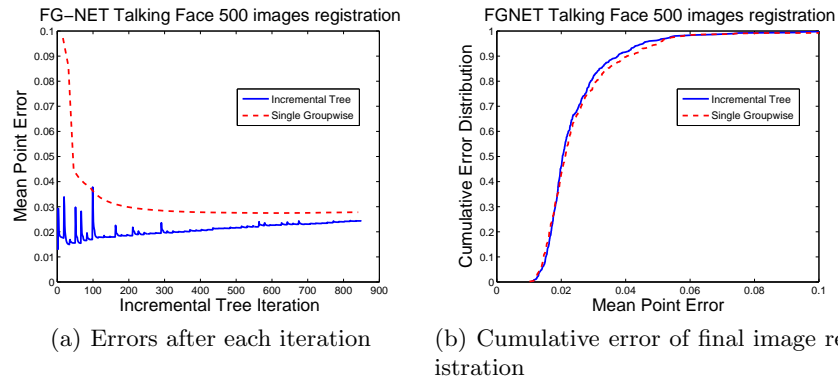 FG−NET Talking Face 500 images registration
Mean Point Error
0.1
0.09
0.08
0.07
0.06
0.05
0.04
0.03
0.02
0.01
0
Incremental Tree
Single Groupwise
0 100 200 300 400 500 600 700 800 900
Incremental Tree Iteration
(a) Errors after each iteration
FGNET Talking Face 500 images registration
Cumulative Error Distribution
1
0.9
0.8
0.7
0.6
0.5
0.4
0.3
0.2
0.1
0
Incremental Tree
Single Groupwise
0 0.02 0.04 0.06 0.08 0.1
Mean Point Error
(b) Cumulative error of final image re
istration